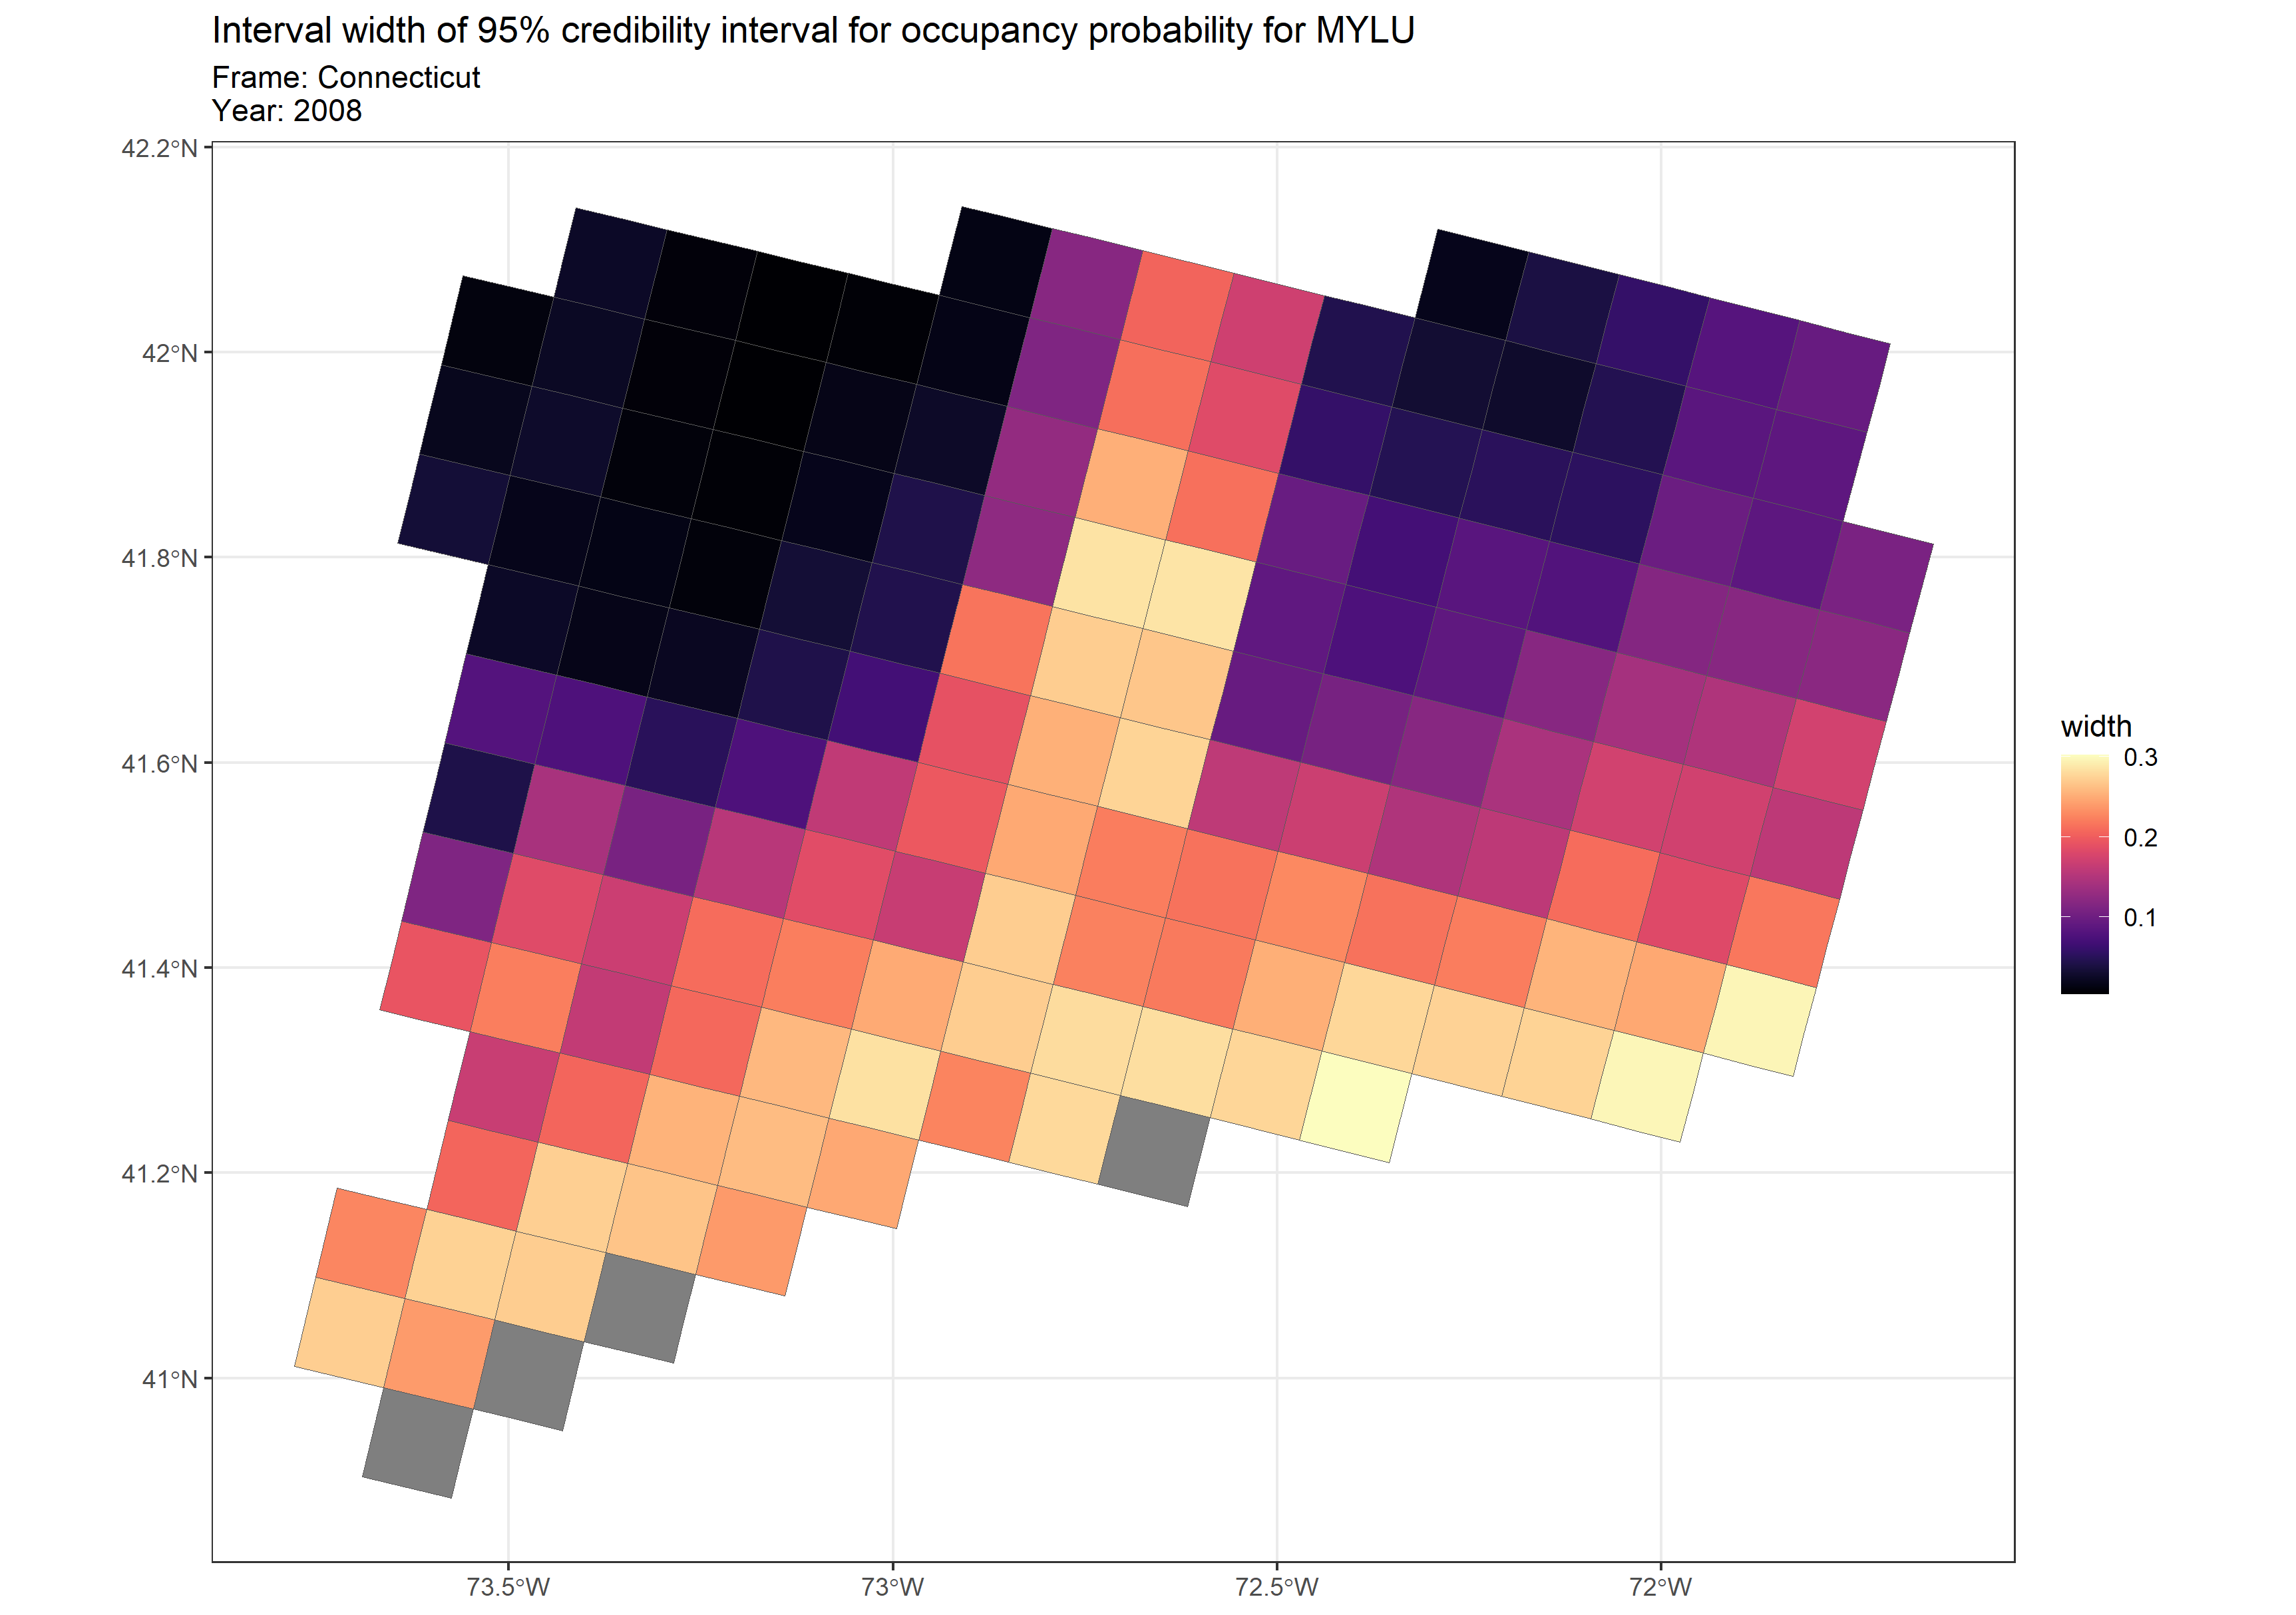 Interval width of 95% credibility interval for occupancy probability for MYLU
Frame: Connecticut
Year: 2008
42.2°N
42°N
41.8°N
41.6°N
41.4°N
41.2°N
41°N
73.5°W
73°W
72.5°W
72°W
width
0.3
0.2
0.1